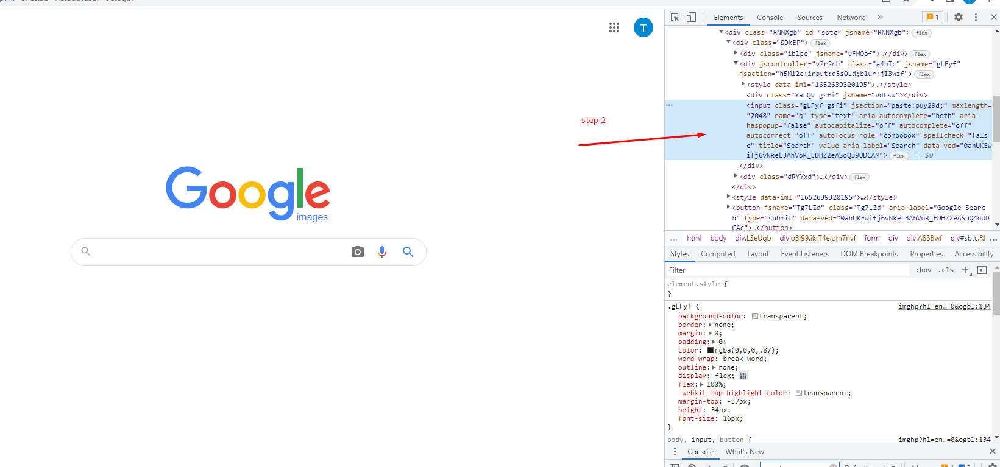 T
step 2
Google
images
Elements Console Sources Network » 1
<div class="RNNXgb" id="sbtc" jsname="RNNXgb"> flex
<div class="SDkEP"> flex
<div class="iblpc" jsname="uFMOof">…</div> flex
<div jscontroller="vZr2rb" class="a4bIc" jsname="gLFyf"
jsaction="h5M12e;input:d3sQLd;blur:jI3wzf"> flex
<style data-iml="1652639320195">…</style>
<div class="YacQv gsfi" jsname="vdLsw"></div>
<input class="gLFyf gsfi" jsaction="paste:puy29d;" maxlength=
"2048" name="q" type="text" aria-autocomplete="both" aria-
haspopup="false" autocapitalize="off" autocomplete="off"
autocorrect="off" autofocus role="combobox" spellcheck="fals
e" title="Search" value aria-label="Search" data-ved="0ahUKEw
ifj6vNkeL3AhVoR_EDHZ2eASoQ39UDCAM"> flex == $0
</div>
<div class="dRYYxd">…</div> flex
</div>
<style data-iml="1652639320195">…</style>
<button jsname="Tg7LZd" class="Tg7LZd" aria-label="Google Searc
h" type="submit" data-ved="0ahUKEwifj6vNkeL3AhVoR_EDHZ2eASoQ4dUD
CAc">…</button>
… html body div.L3eUgb div.o3j99.ikrT4e.om7nvf form div div.A8SBwf div#sbtc.RI …
Styles Computed Layout Event Listeners DOM Breakpoints Properties Accessibility
Filter :hov .cls +
element.style {
}
.gLFyf { imghp?hl=en…=0&ogbl:134
background-color: transparent;
border: none;
margin: 0;
padding: 0;
color: rgba(0,0,0,.87);
word-wrap: break-word;
outline: none;
display: flex;
flex: 100%;
-webkit-tap-highlight-color: transparent;
margin-top: -37px;
height: 34px;
font-size: 16px;
}
body, input, button { imghp?hl=en…=0&ogbl:134
Console What's New